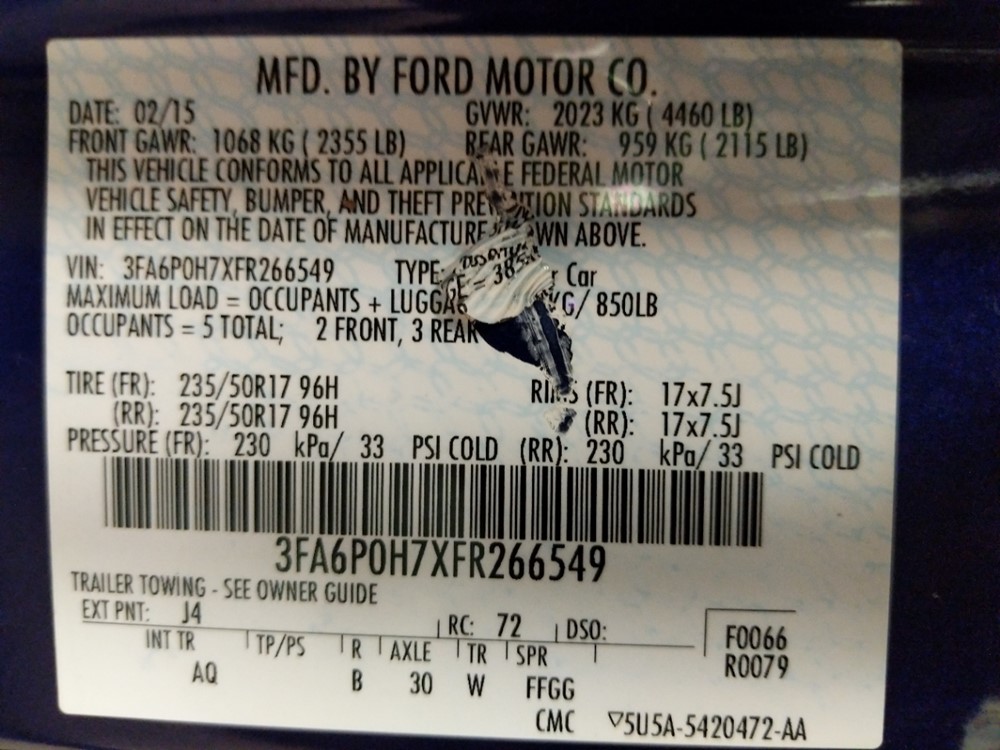 MFD. BY FORD MOTOR CO.
DATE: 02/15 GVWR: 2023 KG ( 4460 LB)
FRONT GAWR: 1068 KG ( 2355 LB) REAR GAWR: 959 KG ( 2115 LB)
THIS VEHICLE CONFORMS TO ALL FEDERAL MOTOR
VEHICLE SAFETY, BUMPER, AND THEFT STANDARDS
IN EFFECT ON THE DATE OF ABOVE.
VIN: 3FA6P0H7XFR266549 TYPE: Car
MAXIMUM LOAD = OCCUPANTS + = 385 KG/ 850LB
OCCUPANTS = 5 TOTAL; 2 FRONT, 3 REAR
TIRE (FR): 235/50R17 96H (FR): 17x7.5J
(RR): 235/50R17 96H (RR): 17x7.5J
PRESSURE (FR): 230 kPa/ 33 PSI COLD (RR): 230 kPa/ 33 PSI COLD
3FA6P0H7XFR266549
TRAILER TOWING - SEE OWNER GUIDE
EXT PNT: J4 RC: 72 DSO: F0066
INT TR TP/PS R AXLE TR SPR R0079
AQ B 30 W FFGG
CMC ▽5U5A-5420472-AA